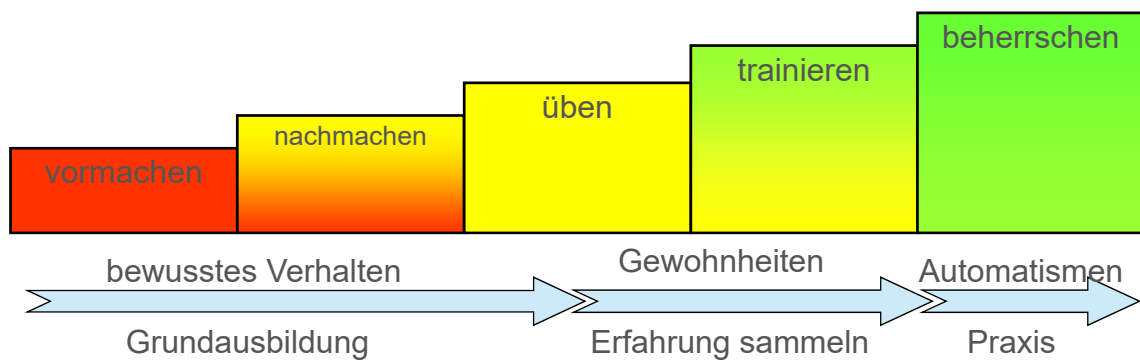 vormachen
nachmachen
üben
trainieren
beherrschen
bewusstes Verhalten
Gewohnheiten
Automatismen
Grundausbildung
Erfahrung sammeln
Praxis